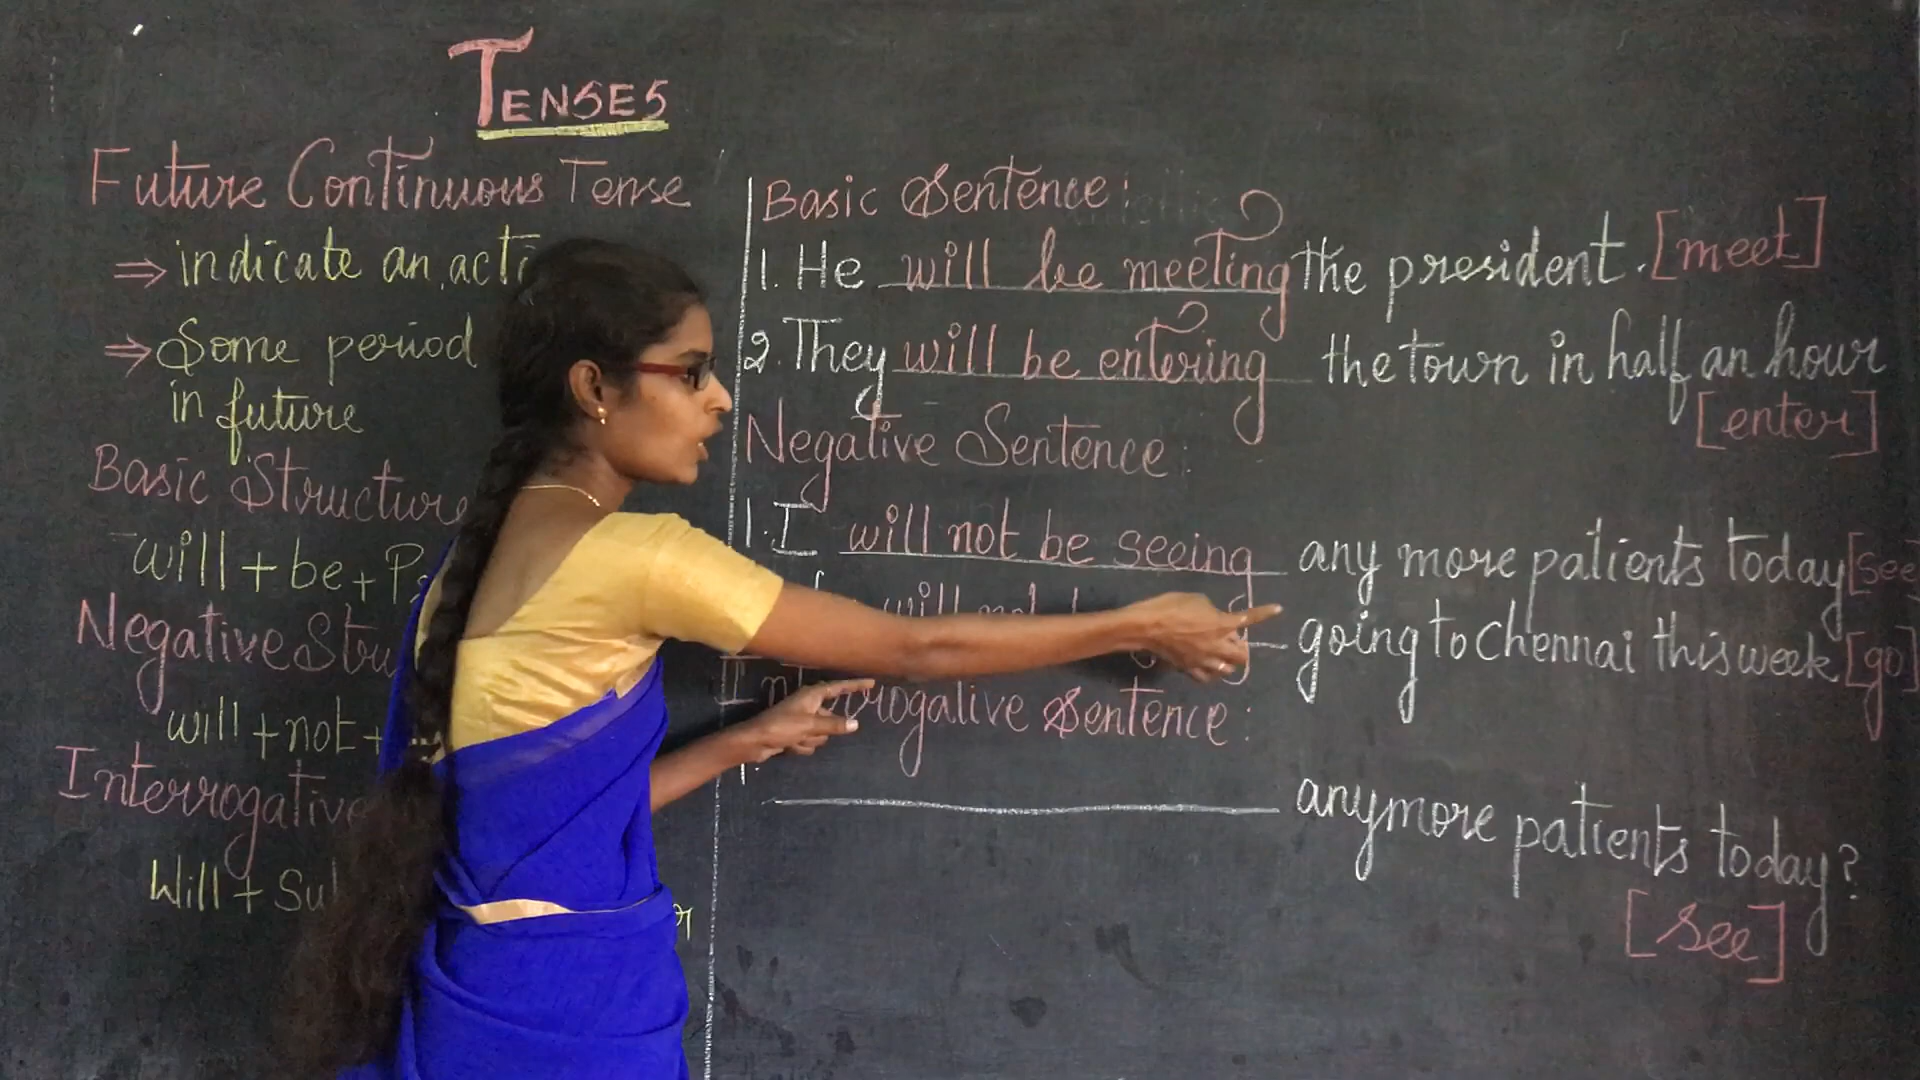 TENSES
Future Continuous Tense
⇒ indicate an acti
⇒ Some period
in future
Basic Structure
will + be + P
Negative Stru
will + not +
Interrogative
Will + Su
Basic Sentence:
1. He will be meeting the president. [meet]
2. They will be entering the town in half an hour
[enter]
Negative Sentence:
1. I will not be seeing any more patients today [see]
will not going to Chennai this week [go]
Interrogative Sentence:
1.
anymore patients today?
[see]